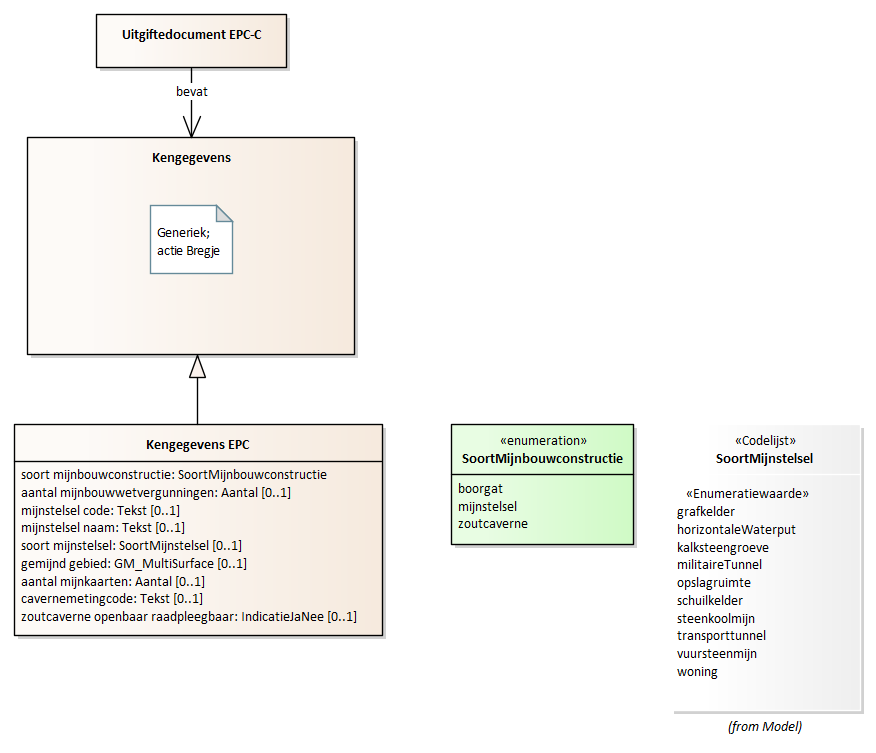 Uitgiftedocument EPC-C
bevat
Kengegevens
Generiek;
actie Bregje
Kengegevens EPC
soort mijnbouwconstructie: SoortMijnbouwconstructie
aantal mijnbouwwetvergunningen: Aantal [0..1]
mijnstelsel code: Tekst [0..1]
mijnstelsel naam: Tekst [0..1]
soort mijnstelsel: SoortMijnstelsel [0..1]
gemijnd gebied: GM_MultiSurface [0..1]
aantal mijnkaarten: Aantal [0..1]
cavernemetingcode: Tekst [0..1]
zoutcaverne openbaar raadpleegbaar: IndicatieJaNee [0..1]
«enumeration»
SoortMijnbouwconstructie
boorgat
mijnstelsel
zoutcaverne
«Codelijst»
SoortMijnstelsel
«Enumeratiewaarde»
grafkelder
horizontaleWaterput
kalksteengroeve
militaireTunnel
opslagruimte
schuilkelder
steenkoolmijn
transporttunnel
vuursteenmijn
woning
(from Model)